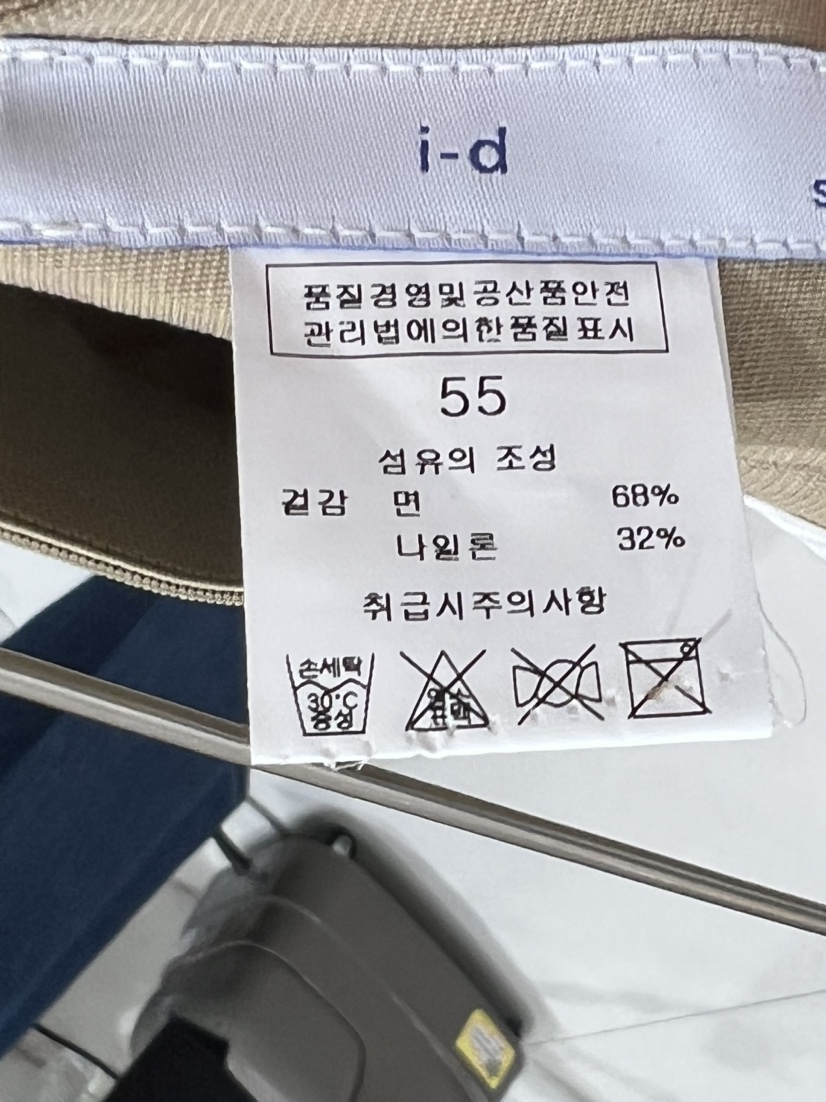 i-d
품질경영및공산품안전
관리법에의한품질표시
55
섬유의 조성
겉감 면 68%
나일론 32%
취급시주의사항
손세탁
30°C
중성
염소
표백